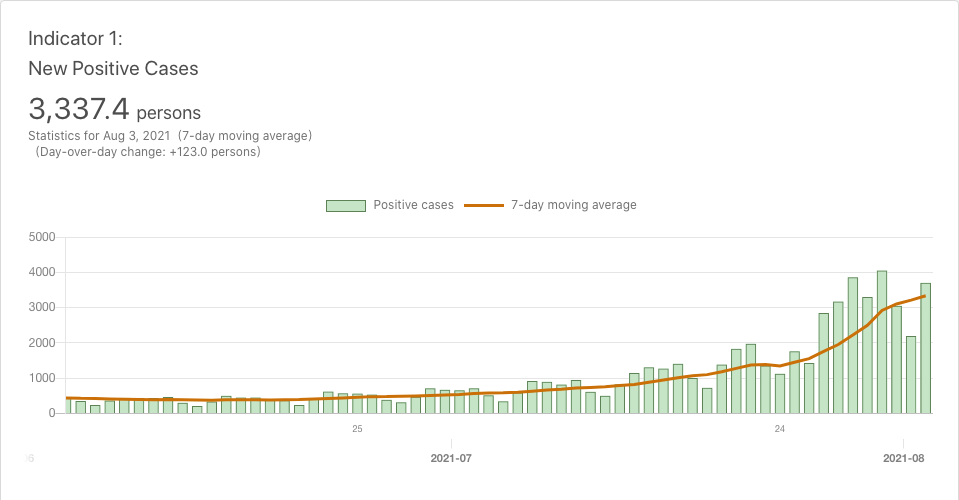 Indicator 1:
New Positive Cases
3,337.4 persons
Statistics for Aug 3, 2021 (7-day moving average)
(Day-over-day change: +123.0 persons)
Positive cases 7-day moving average
5000
4000
3000
2000
1000
0
25 24
2021-07 2021-08